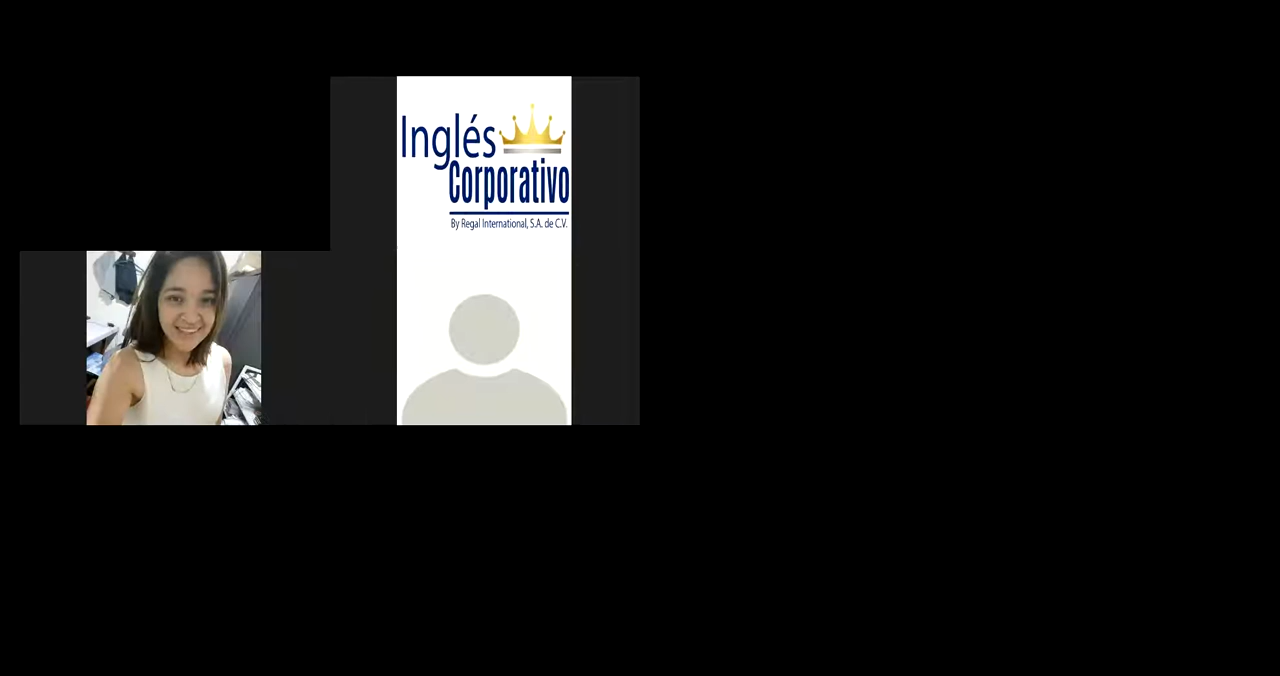 Inglés
Corporativo
By Regal International, S.A. de C.V.